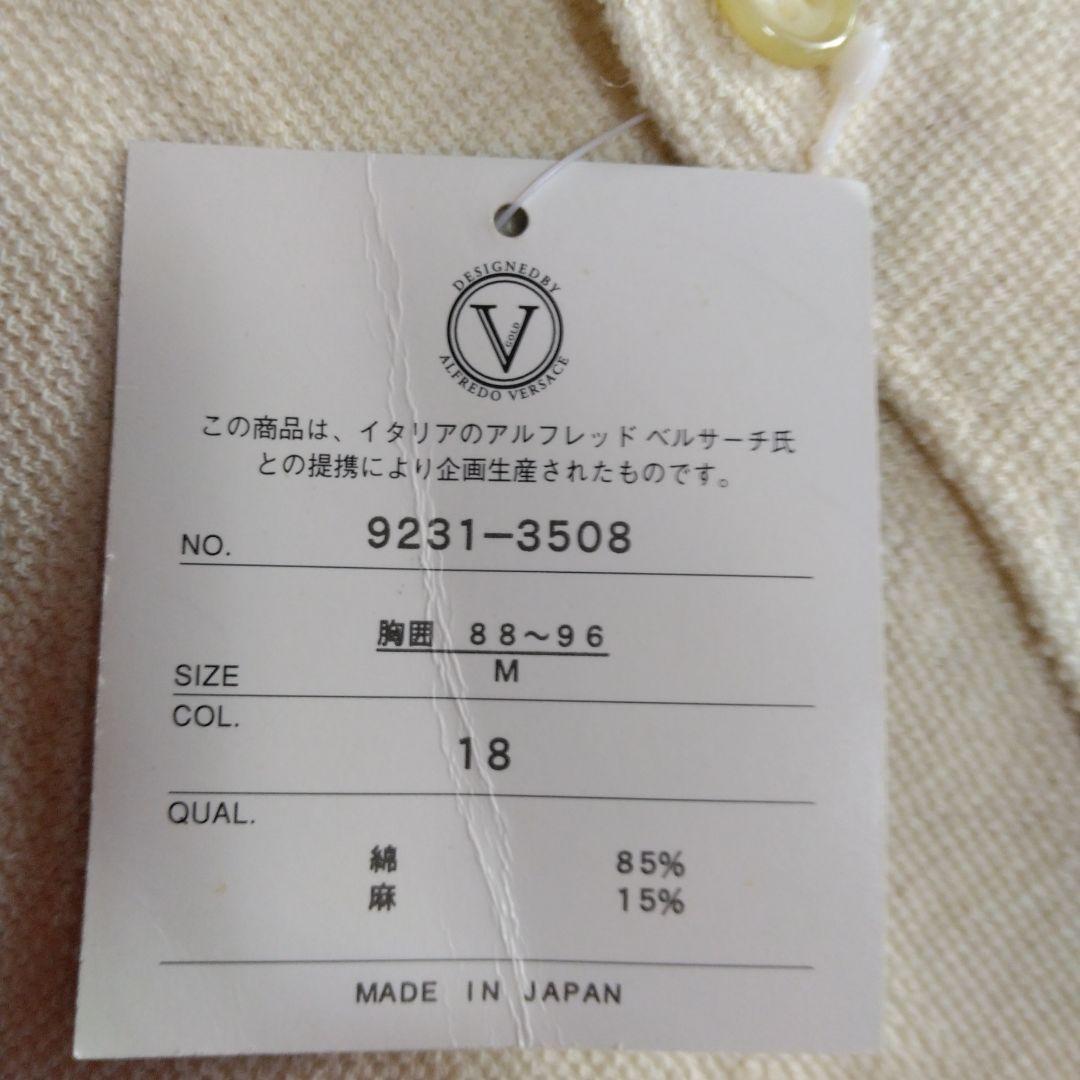 DESIGNED BY
V
GOLD
ALFREDO VERSACE
この商品は、イタリアのアルフレッド ベルサーチ氏
との提携により企画生産されたものです。
NO. 9231-3508
胸囲 88〜96
SIZE M
COL.
18
QUAL.
綿 85%
麻 15%
MADE IN JAPAN